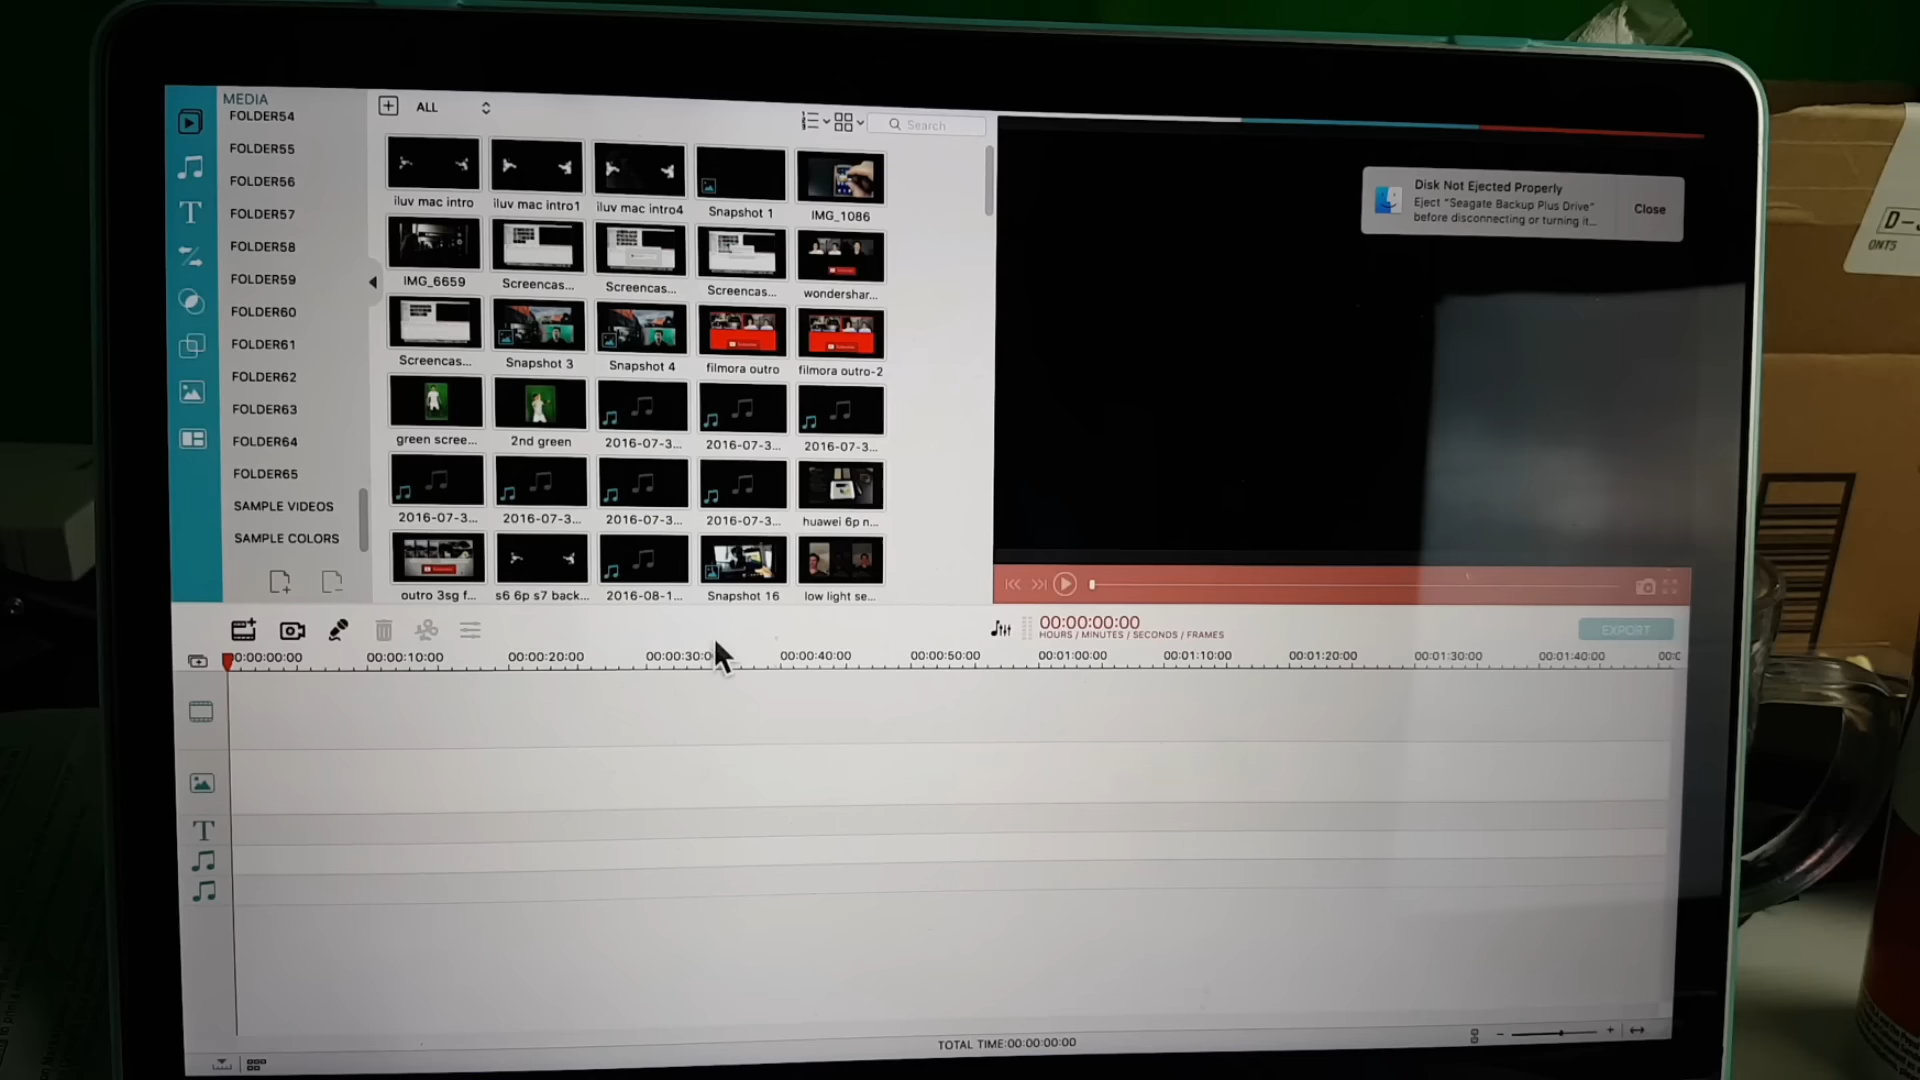 MEDIA
FOLDER54
FOLDER55
FOLDER56
FOLDER57
FOLDER58
FOLDER59
FOLDER60
FOLDER61
FOLDER62
FOLDER63
FOLDER64
FOLDER65
SAMPLE VIDEOS
SAMPLE COLORS
ALL
Search
iluv mac intro
iluv mac intro1
iluv mac intro4
Snapshot 1
IMG_1086
IMG_6659
Screencas...
Screencas...
Screencas...
wondershar...
Screencas...
Snapshot 3
Snapshot 4
filmora outro
filmora outro-2
green scree...
2nd green
2016-07-3...
2016-07-3...
2016-07-3...
2016-07-3...
2016-07-3...
2016-07-3...
2016-07-3...
huawei 6p n...
outro 3sg f...
s6 6p s7 back...
2016-08-1...
Snapshot 16
low light se...
Disk Not Ejected Properly
Eject "Seagate Backup Plus Drive"
before disconnecting or turning it...
Close
00:00:00:00
HOURS / MINUTES / SECONDS / FRAMES
EXPORT
00:00:00:00
00:00:10:00
00:00:20:00
00:00:30:00
00:00:40:00
00:00:50:00
00:01:00:00
00:01:10:00
00:01:20:00
00:01:30:00
00:01:40:00
TOTAL TIME:00:00:00:00
ONT5